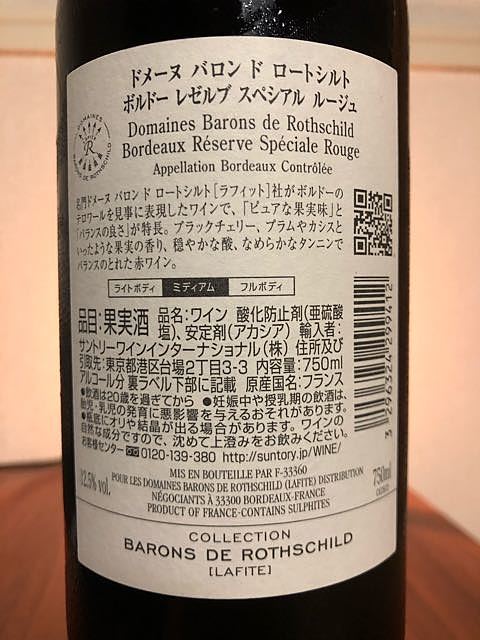 ドメーヌ バロン ド ロートシルト
ボルドー レゼルブ スペシアル ルージュ
Domaines Barons de Rothschild
Bordeaux Réserve Spéciale Rouge
Appellation Bordeaux Contrôlée
DOMAINES
BARONS DE ROTHSCHILD
R
名門ドメーヌ バロン ド ロートシルト［ラフィット］社がボルドーの
テロワールを見事に表現したワインで、「ピュアな果実味」と
「バランスの良さ」が特長。ブラックチェリー、プラムやカシスと
いったような果実の香り、穏やかな酸、なめらかなタンニンで
バランスのとれた赤ワイン。
ライトボディ ミディアム フルボディ
品目:果実酒 品名:ワイン 酸化防止剤(亜硫酸
塩)、安定剤(アカシア) 輸入者:
サントリーワインインターナショナル(株) 住所及び
引取先:東京都港区台場2丁目3-3 内容量:750ml
アルコール分 裏ラベル下部に記載 原産国名:フランス
●飲酒は20歳を過ぎてから ●妊娠中や授乳期の飲酒は、
胎児・乳児の発育に悪影響を与えるおそれがあります。
●瓶底にオリや結晶が出る場合があります。ワインの
自然な成分ですので、沈めて上澄みをお飲みください。
お客様センター 0120-139-380 http://suntory.jp/WINE/
3 296324 299412
12.5% vol.
MIS EN BOUTEILLE PAR F-33360
POUR LES DOMAINES BARONS DE ROTHSCHILD (LAFITE) DISTRIBUTION
NÉGOCIANTS À 33300 BORDEAUX-FRANCE
PRODUCT OF FRANCE-CONTAINS SULPHITES
750ml
COLLECTION
BARONS DE ROTHSCHILD
[LAFITE]